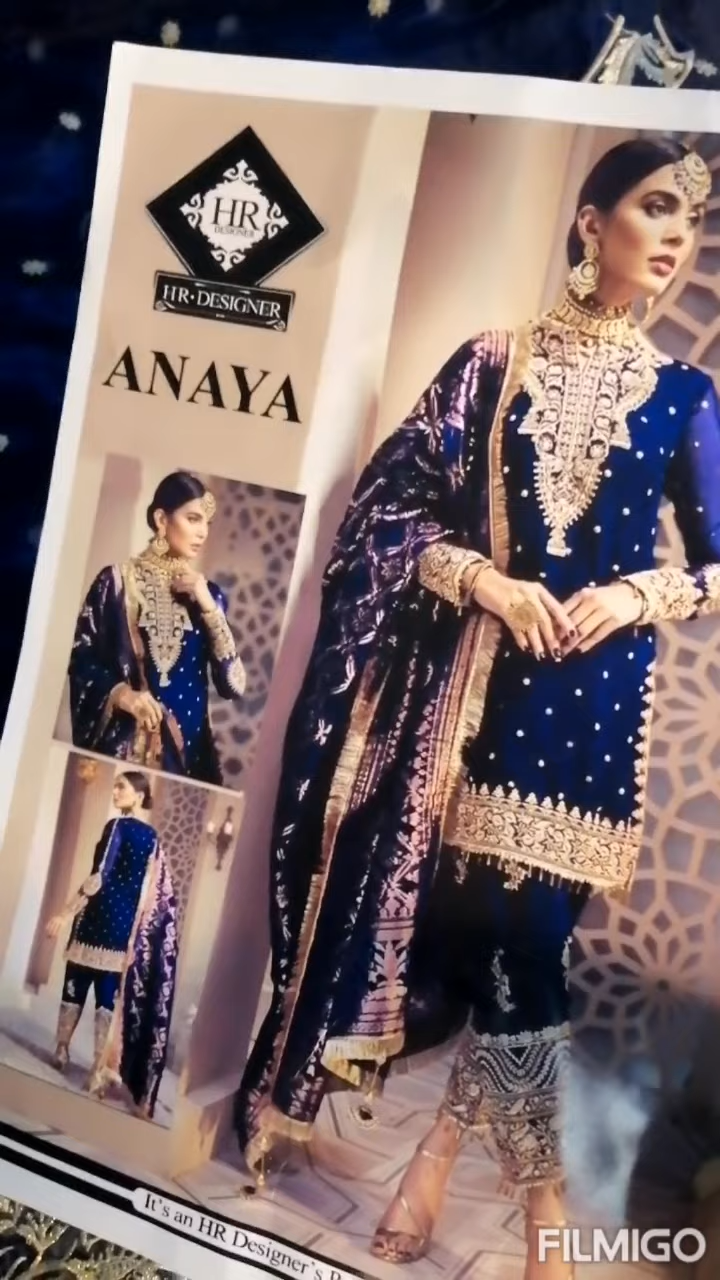 HR
DESIGNER
HR·DESIGNER
ANAYA
It's an HR Designer's
FILMIGO